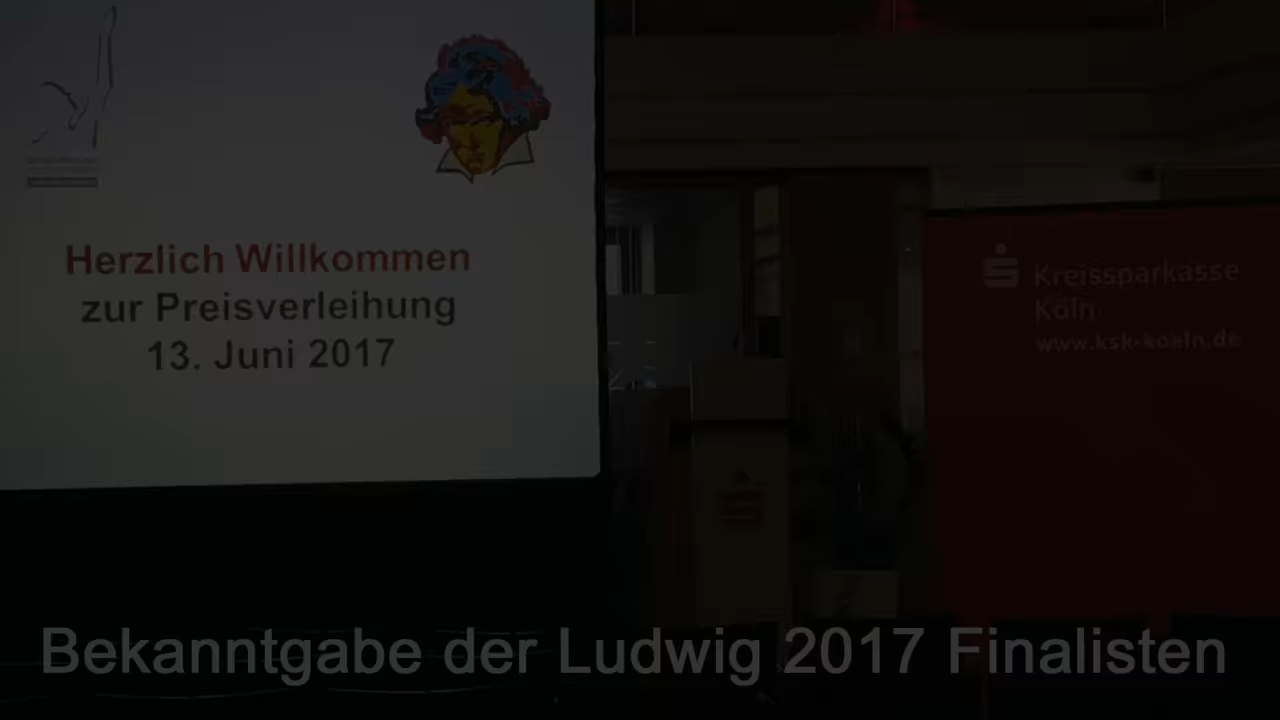 Herzlich Willkommen
zur Preisverleihung
13. Juni 2017
Kreissparkasse
Köln
www.ksk-koeln.de
Bekanntgabe der Ludwig 2017 Finalisten